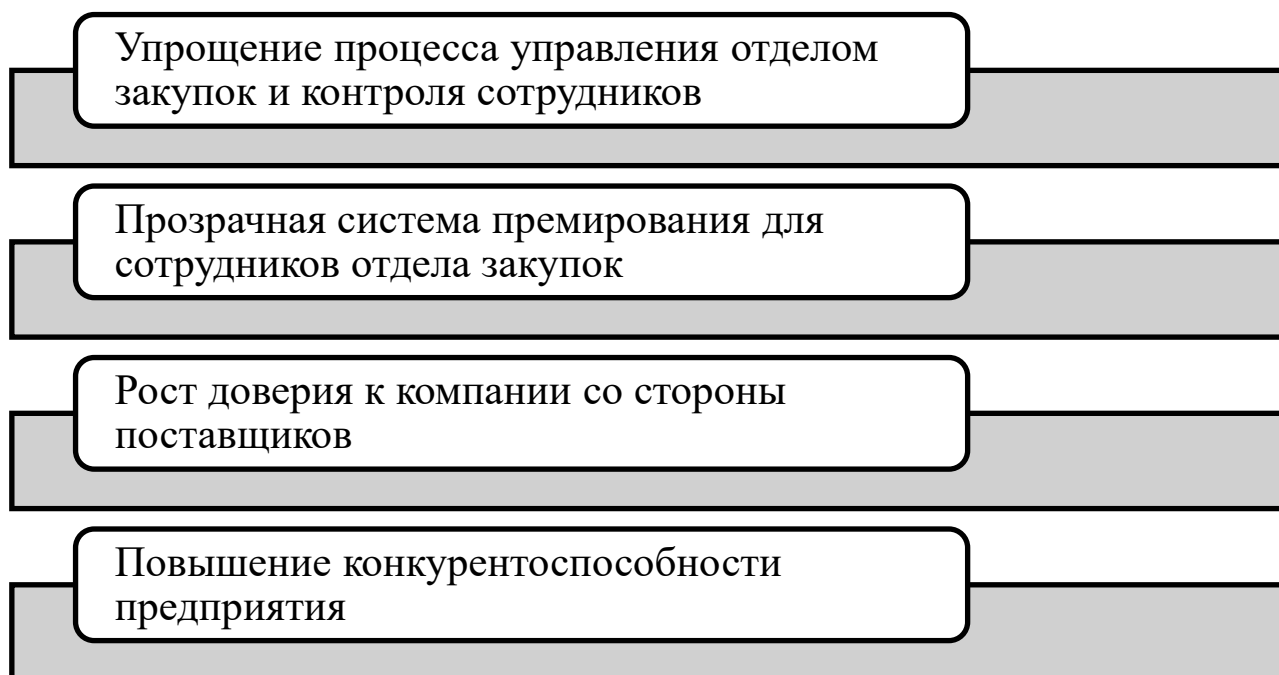 Упрощение процесса управления отделом
закупок и контроля сотрудников
Прозрачная система премирования для
сотрудников отдела закупок
Рост доверия к компании со стороны
поставщиков
Повышение конкурентоспособности
предприятия